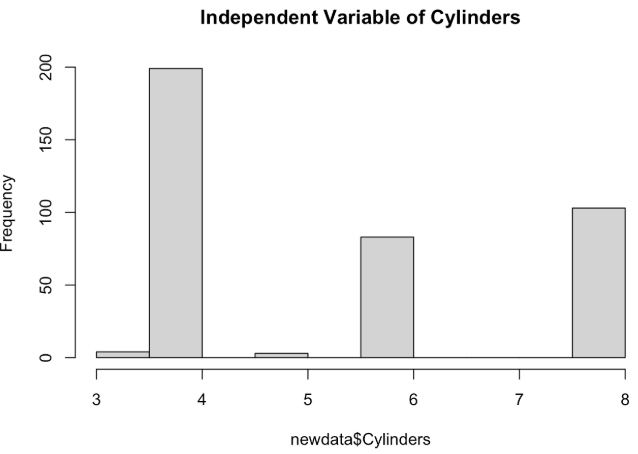 Independent Variable of Cylinders
Frequency
200
150
100
50
0
3 4 5 6 7 8
newdata$Cylinders